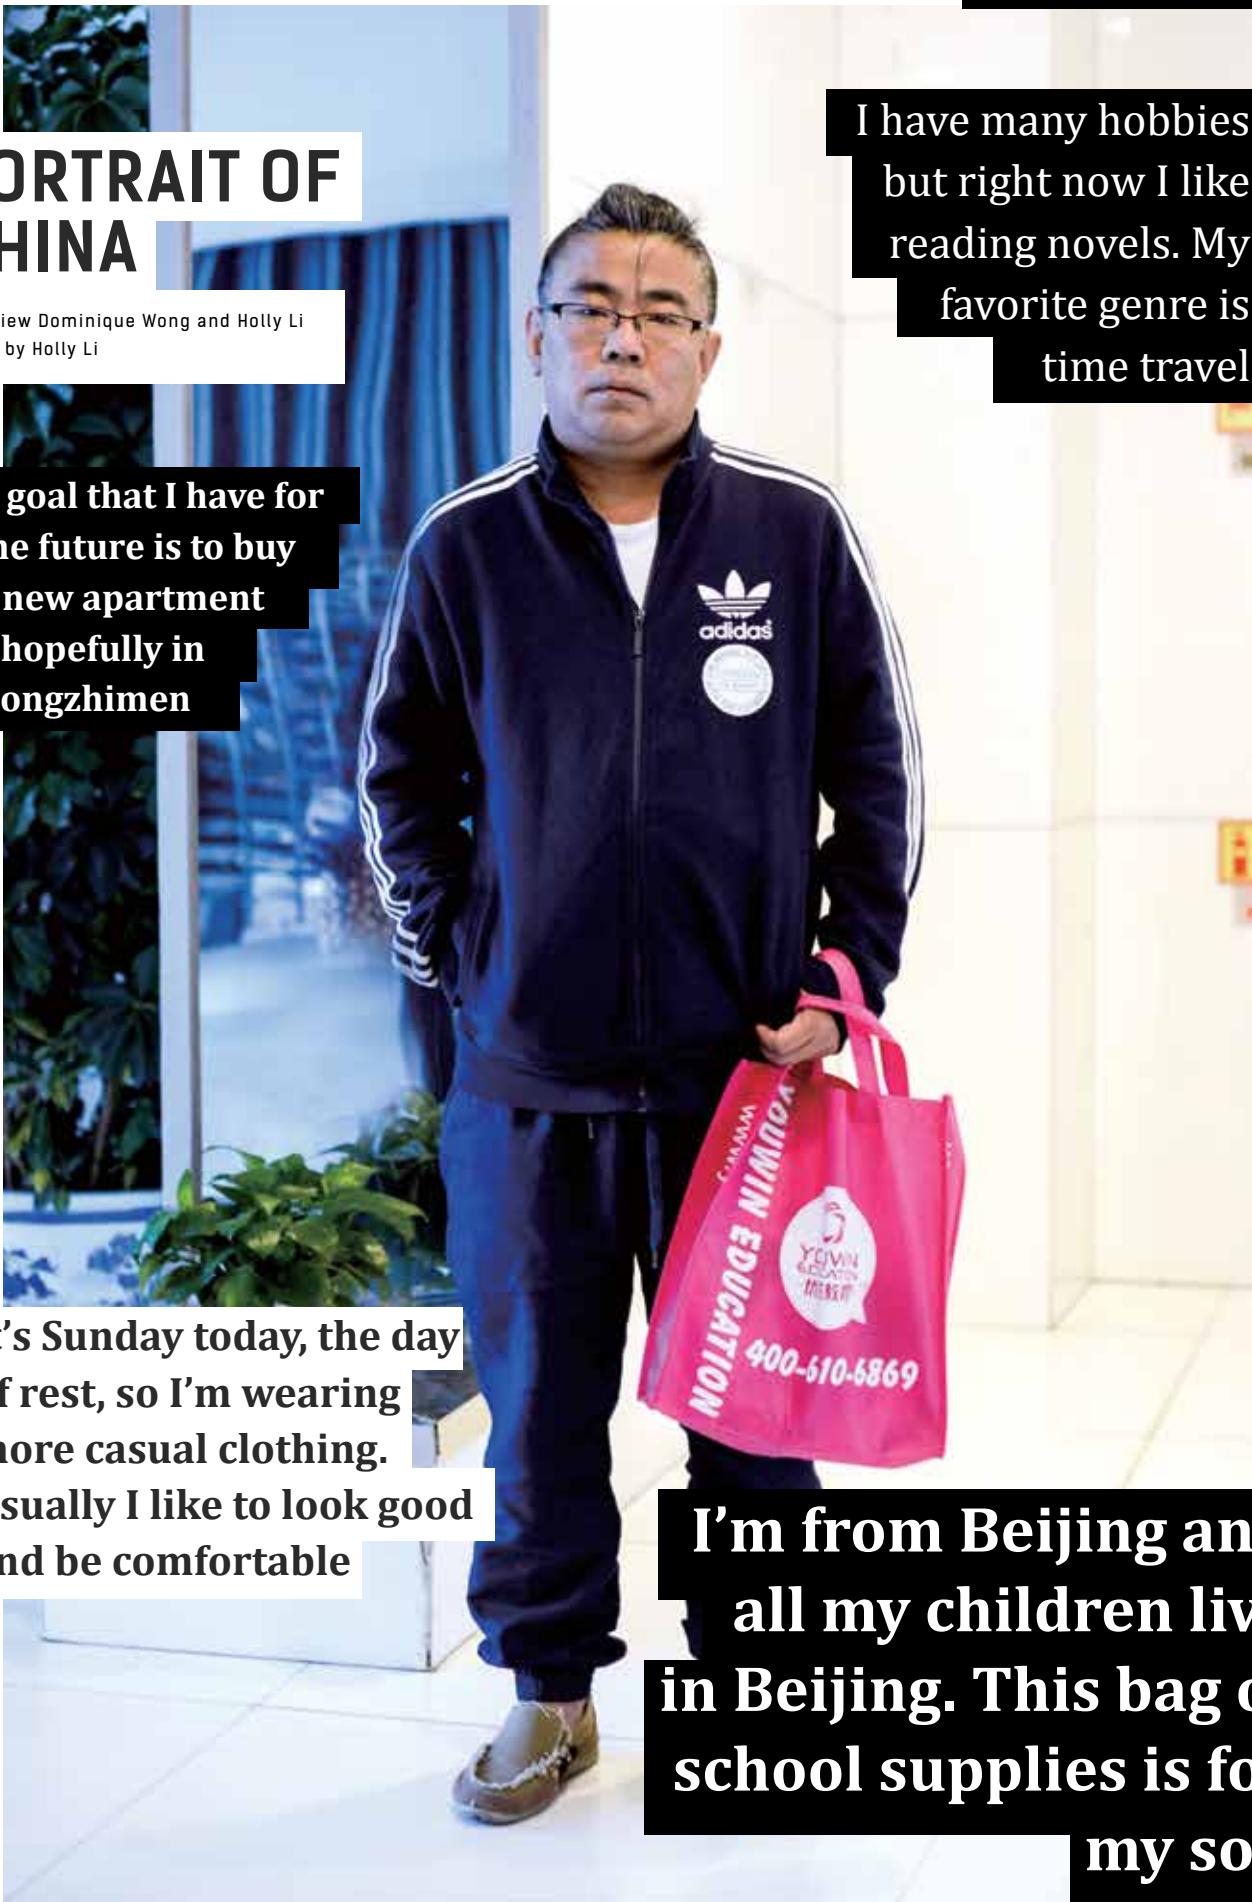 ORTRAIT OF
HINA
iew Dominique Wong and Holly Li
by Holly Li
I have many hobbies
but right now I like
reading novels. My
favorite genre is
time travel
goal that I have for
he future is to buy
new apartment
hopefully in
ongzhimen
adidas
www.
YOUWIN EDUCATION
400-610-6869
t's Sunday today, the day
f rest, so I'm wearing
more casual clothing.
sually I like to look good
nd be comfortable
I'm from Beijing an
all my children liv
in Beijing. This bag o
school supplies is fo
my so